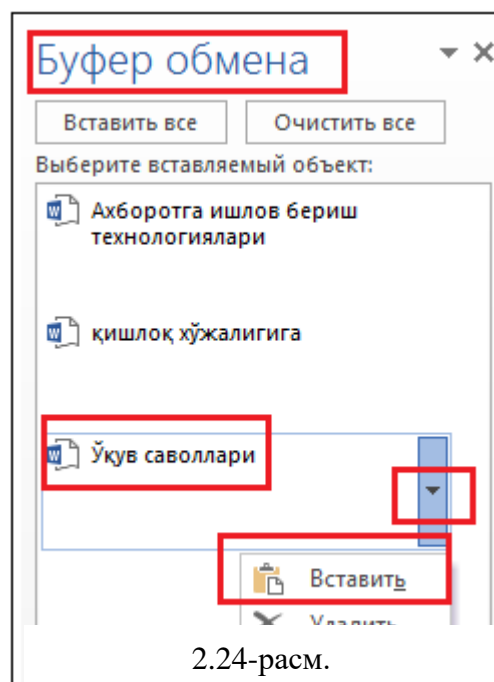 Буфер обмена
Вставить все Очистить все
Выберите вставляемый объект:
Ахборотга ишлов бериш
технологиялари
қишлоқ хўжалигига
Ўқув саволлари
Вставить
Удалить
2.24-расм.